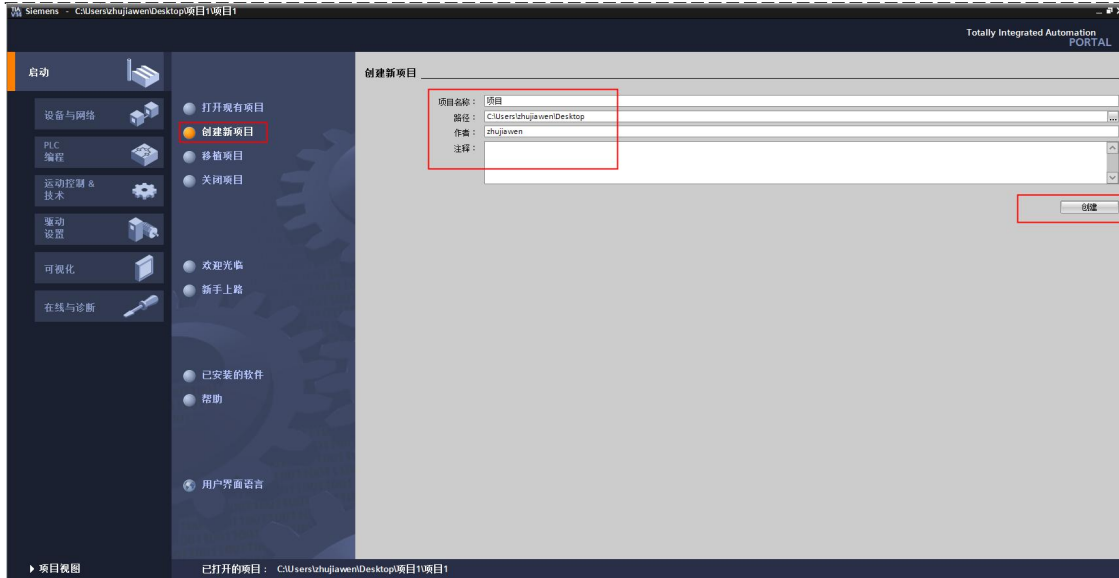 Siemens - C:\Users\zhujiawen\Desktop\项目1\项目1
Totally Integrated Automation
PORTAL
启动
设备与网络
PLC
编程
运动控制 &
技术
驱动
设置
可视化
在线与诊断
项目视图
打开现有项目
创建新项目
移植项目
关闭项目
欢迎光临
新手上路
已安装的软件
帮助
用户界面语言
创建新项目
项目名称: 项目
路径: C:\Users\zhujiawen\Desktop
作者: zhujiawen
注释:
...
创建
已打开的项目: C:\Users\zhujiawen\Desktop\项目1\项目1